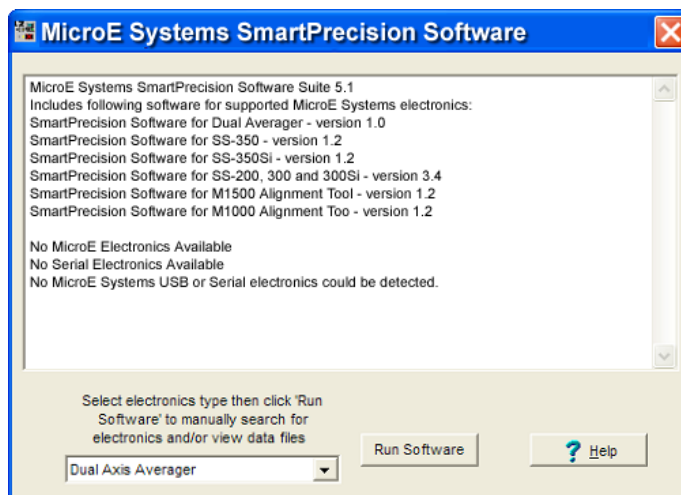 MicroE Systems SmartPrecision Software
MicroE Systems SmartPrecision Software Suite 5.1
Includes following software for supported MicroE Systems electronics:
SmartPrecision Software for Dual Averager - version 1.0
SmartPrecision Software for SS-350 - version 1.2
SmartPrecision Software for SS-350Si - version 1.2
SmartPrecision Software for SS-200, 300 and 300Si - version 3.4
SmartPrecision Software for M1500 Alignment Tool - version 1.2
SmartPrecision Software for M1000 Alignment Too - version 1.2
No MicroE Electronics Available
No Serial Electronics Available
No MicroE Systems USB or Serial electronics could be detected.
Select electronics type then click 'Run
Software' to manually search for
electronics and/or view data files
Dual Axis Averager
Run Software
? Help